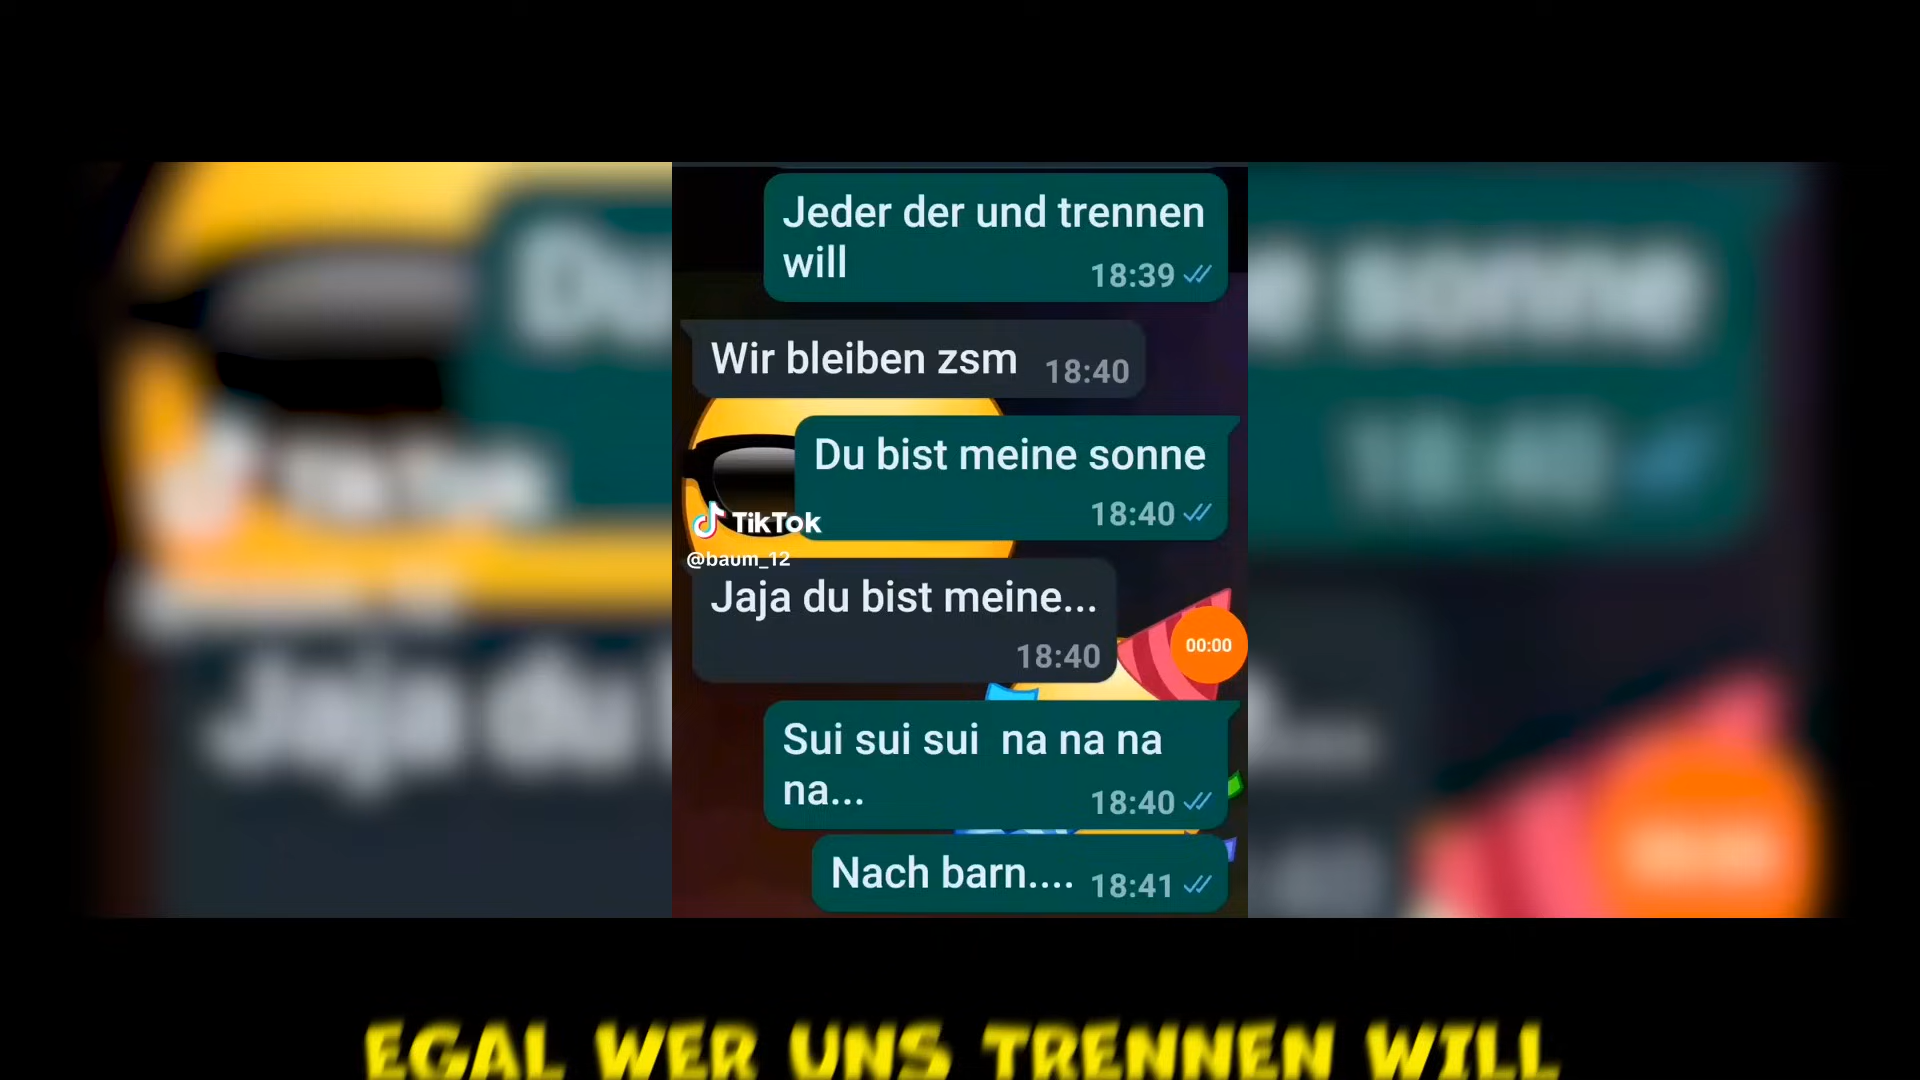 Jeder der und trennen
will
18:39
Wir bleiben zsm 18:40
Du bist meine sonne
18:40
TikTok
@baum_12
Jaja du bist meine...
18:40
00:00
Sui sui sui na na na
na...
18:40
Nach barn.... 18:41
EGAL WER UNS TRENNEN WILL